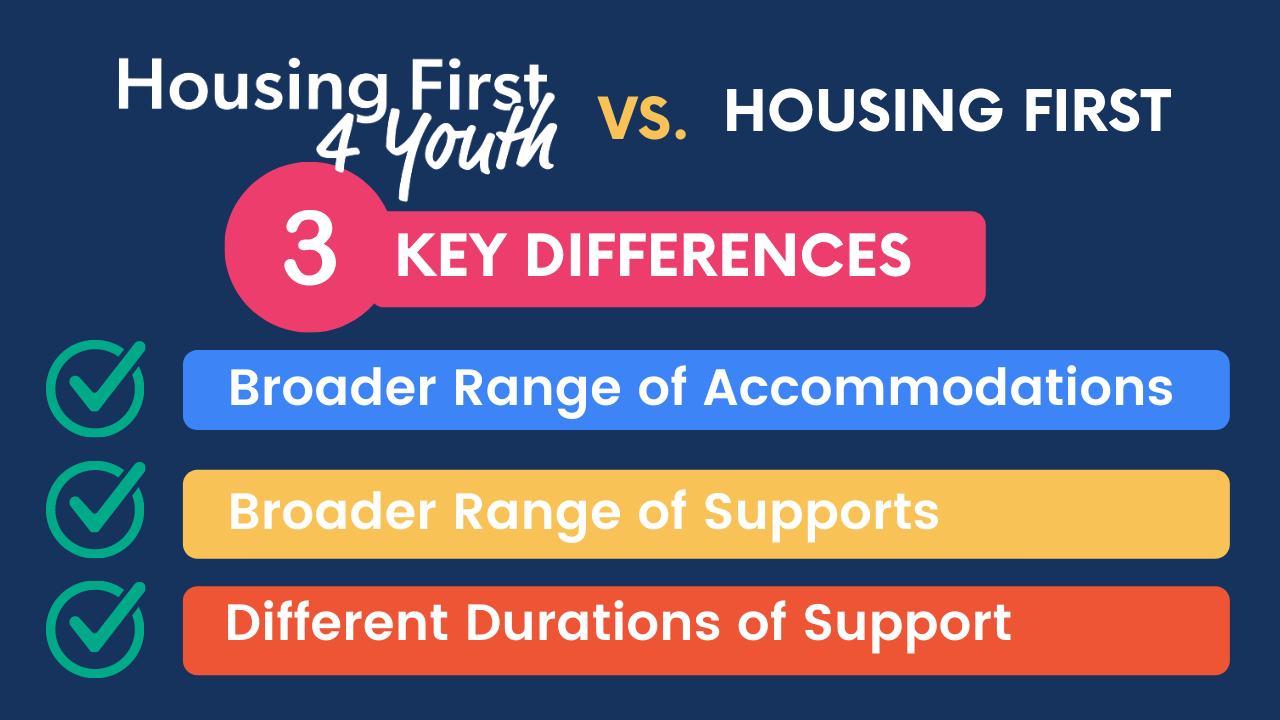 Housing First
4 Youth
VS.
HOUSING FIRST
3
KEY DIFFERENCES
Broader Range of Accommodations
Broader Range of Supports
Different Durations of Support